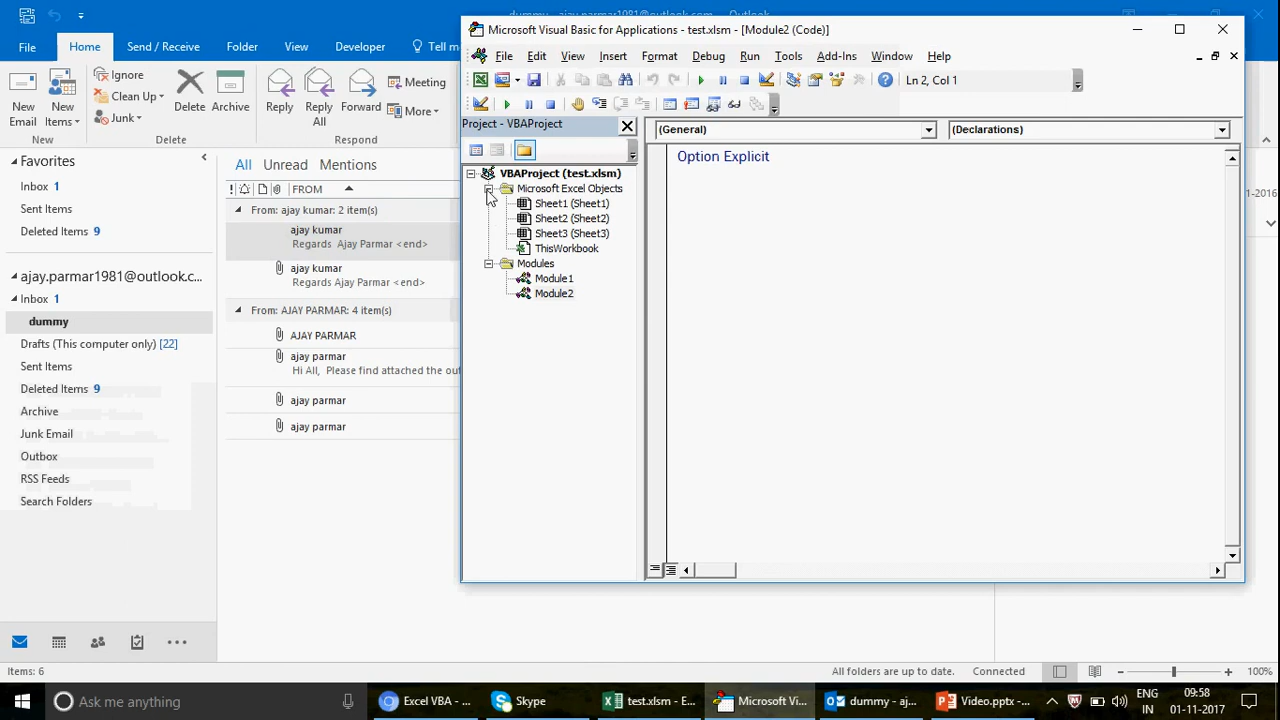 dummy - ajay.parmar1981@outlook.com - Outlook
File Home Send / Receive Folder View Developer Tell m
New Email
New Items
Ignore
Clean Up
Junk
Delete
Archive
Reply
Reply All
Forward
Meeting
More
New Delete Respond
Favorites
Inbox 1
Sent Items
Deleted Items 9
ajay.parmar1981@outlook.c...
Inbox 1
dummy
Drafts (This computer only) [22]
Sent Items
Deleted Items 9
Archive
Junk Email
Outbox
RSS Feeds
Search Folders
All Unread Mentions
! FROM
From: ajay kumar: 2 item(s)
ajay kumar
Regards Ajay Parmar <end>
ajay kumar
Regards Ajay Parmar <end>
From: AJAY PARMAR: 4 item(s)
AJAY PARMAR
ajay parmar
Hi All, Please find attached the ou
ajay parmar
ajay parmar
Microsoft Visual Basic for Applications - test.xlsm - [Module2 (Code)]
File Edit View Insert Format Debug Run Tools Add-Ins Window Help
Ln 2, Col 1
Project - VBAProject
VBAProject (test.xlsm)
Microsoft Excel Objects
Sheet1 (Sheet1)
Sheet2 (Sheet2)
Sheet3 (Sheet3)
ThisWorkbook
Modules
Module1
Module2
(General) (Declarations)
Option Explicit
-2016
Items: 6 All folders are up to date. Connected 100%
Ask me anything
Excel VBA - ...
Skype
test.xlsm - E...
Microsoft Vi...
dummy - aj...
Video.pptx - ...
ENG
IN
09:58
01-11-2017